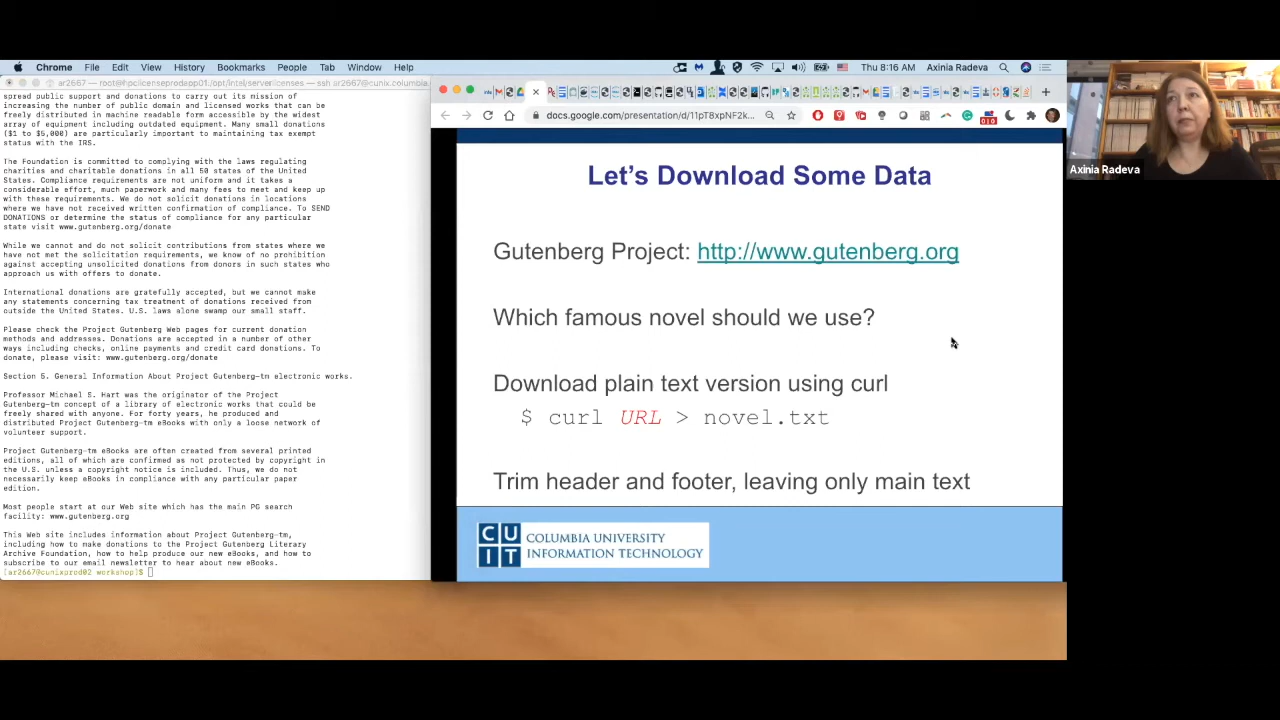 Chrome File Edit View History Bookmarks People Tab Window Help Thu 8:16 AM Axinia Radeva
ar2667 — root@hpclicenseprodapp01:/opt/intel/serverlicenses — ssh ar2667@cunix.columbia.
spread public support and donations to carry out its mission of
increasing the number of public domain and licensed works that can be
freely distributed in machine readable form accessible by the widest
array of equipment including outdated equipment. Many small donations
($1 to $5,000) are particularly important to maintaining tax exempt
status with the IRS.
The Foundation is committed to complying with the laws regulating
charities and charitable donations in all 50 states of the United
States. Compliance requirements are not uniform and it takes a
considerable effort, much paperwork and many fees to meet and keep up
with these requirements. We do not solicit donations in locations
where we have not received written confirmation of compliance. To SEND
DONATIONS or determine the status of compliance for any particular
state visit www.gutenberg.org/donate
While we cannot and do not solicit contributions from states where we
have not met the solicitation requirements, we know of no prohibition
against accepting unsolicited donations from donors in such states who
approach us with offers to donate.
International donations are gratefully accepted, but we cannot make
any statements concerning tax treatment of donations received from
outside the United States. U.S. laws alone swamp our small staff.
Please check the Project Gutenberg Web pages for current donation
methods and addresses. Donations are accepted in a number of other
ways including checks, online payments and credit card donations. To
donate, please visit: www.gutenberg.org/donate
Section 5. General Information About Project Gutenberg-tm electronic works.
Professor Michael S. Hart was the originator of the Project
Gutenberg-tm concept of a library of electronic works that could be
freely shared with anyone. For forty years, he produced and
distributed Project Gutenberg-tm eBooks with only a loose network of
volunteer support.
Project Gutenberg-tm eBooks are often created from several printed
editions, all of which are confirmed as not protected by copyright in
the U.S. unless a copyright notice is included. Thus, we do not
necessarily keep eBooks in compliance with any particular paper
edition.
Most people start at our Web site which has the main PG search
facility: www.gutenberg.org
This Web site includes information about Project Gutenberg-tm,
including how to make donations to the Project Gutenberg Literary
Archive Foundation, how to help produce our new eBooks, and how to
subscribe to our email newsletter to hear about new eBooks.
[ar2667@cunixprod02 workshop]$
docs.google.com/presentation/d/11pT8xpNF2k...
Let's Download Some Data
Gutenberg Project: http://www.gutenberg.org
Which famous novel should we use?
Download plain text version using curl
$ curl URL > novel.txt
Trim header and footer, leaving only main text
CU
IT
COLUMBIA UNIVERSITY
INFORMATION TECHNOLOGY
Axinia Radeva